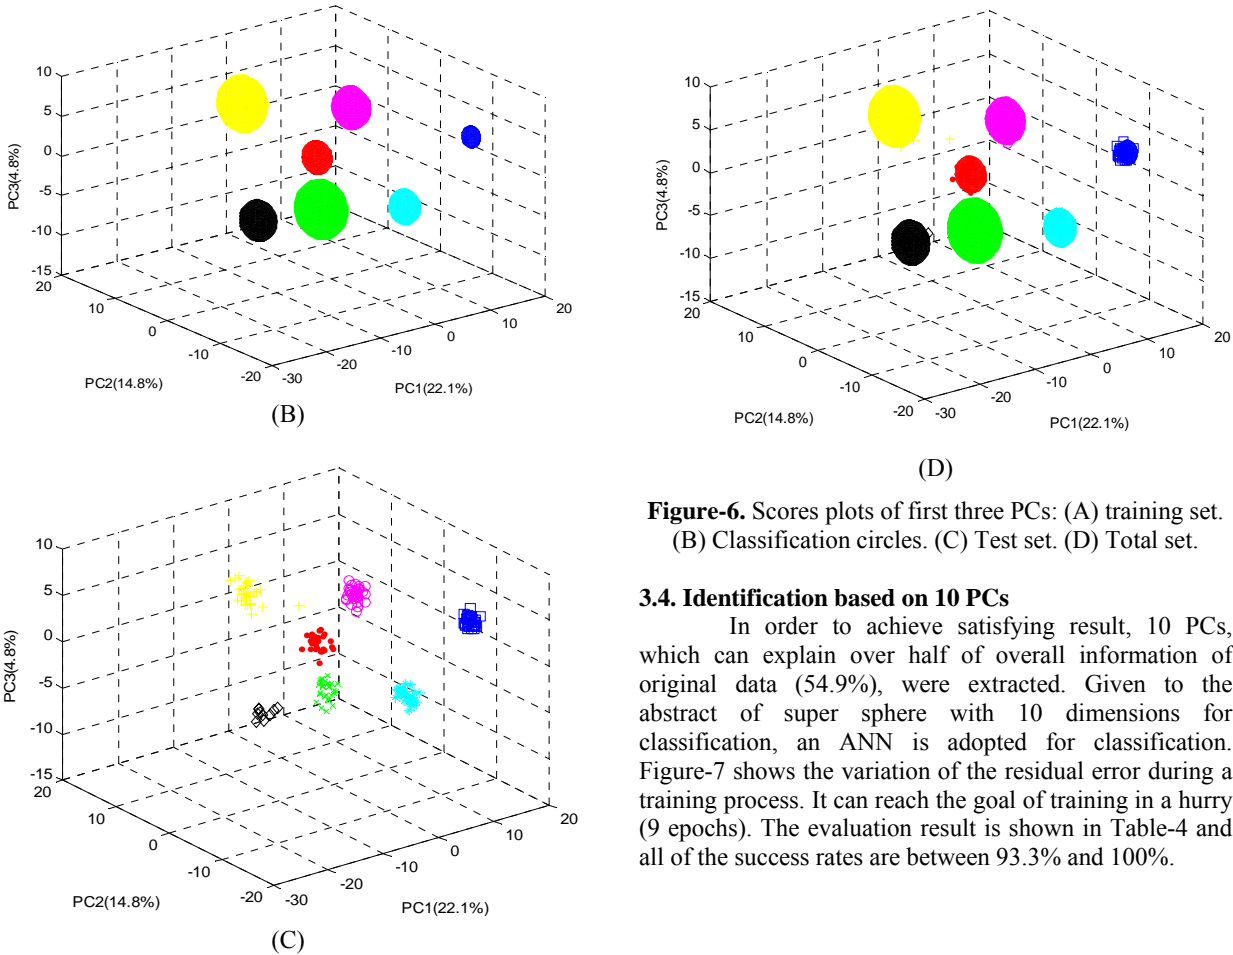 10
5
0
-5
-10
-15
PC3(4.8%)
20
10
0
-10
-20
PC2(14.8%)
-30
-20
-10
0
10
20
PC1(22.1%)
(B)
10
5
0
-5
-10
-15
PC3(4.8%)
20
10
0
-10
-20
PC2(14.8%)
-30
-20
-10
0
10
20
PC1(22.1%)
(C)
10
5
0
-5
-10
-15
PC3(4.8%)
20
10
0
-10
-20
PC2(14.8%)
-30
-20
-10
0
10
20
PC1(22.1%)
(D)
Figure-6. Scores plots of first three PCs: (A) training set.
(B) Classification circles. (C) Test set. (D) Total set.
3.4. Identification based on 10 PCs
In order to achieve satisfying result, 10 PCs,
which can explain over half of overall information of
original data (54.9%), were extracted. Given to the
abstract of super sphere with 10 dimensions for
classification, an ANN is adopted for classification.
Figure-7 shows the variation of the residual error during a
training process. It can reach the goal of training in a hurry
(9 epochs). The evaluation result is shown in Table-4 and
all of the success rates are between 93.3% and 100%.